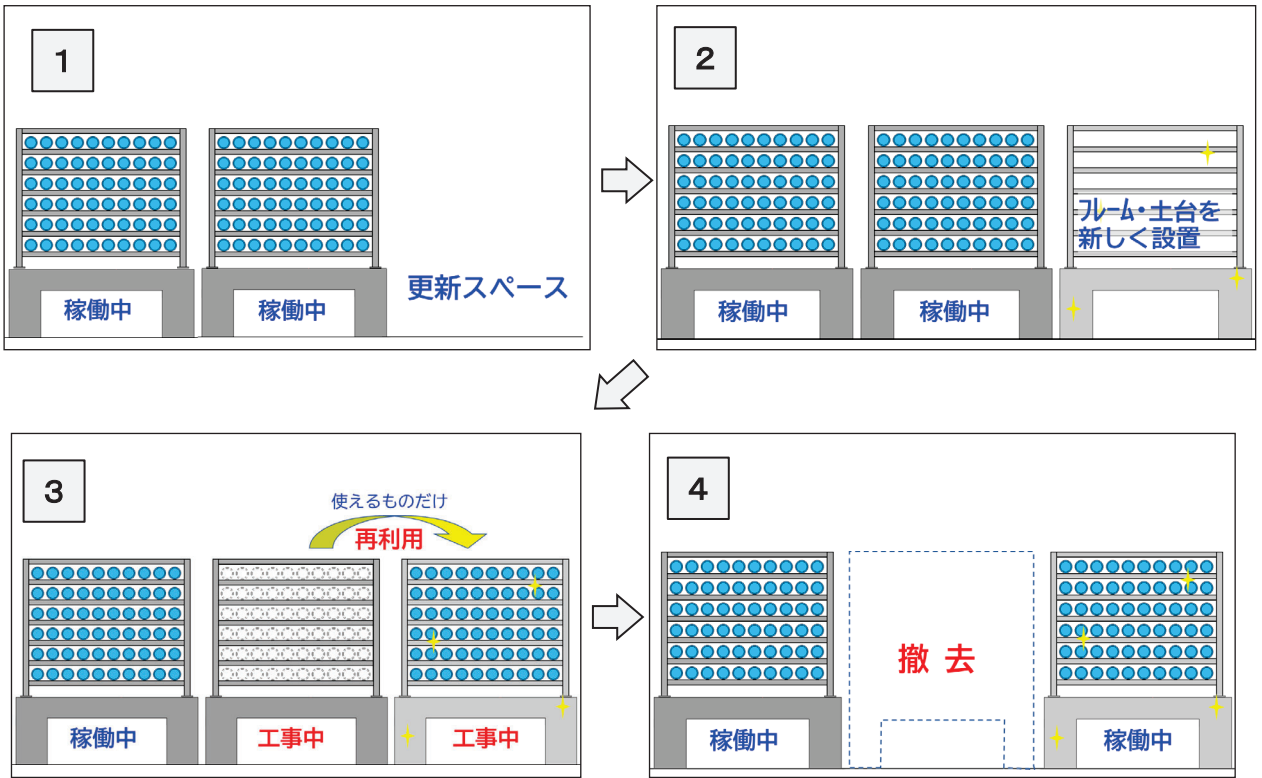 1
稼働中
稼働中
更新スペース
2
稼働中
稼働中
フレーム・土台を
新しく設置
3
使えるものだけ
再利用
稼働中
工事中
工事中
4
稼働中
撤去
稼働中